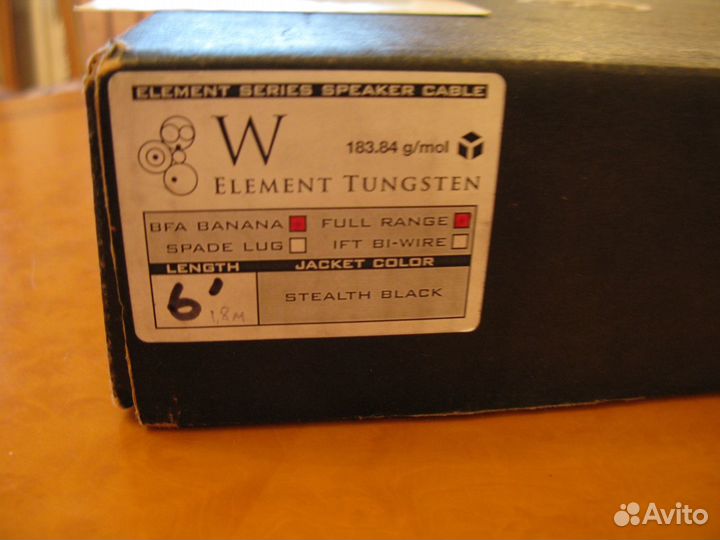 ELEMENT SERIES SPEAKER CABLE
W 183.84 g/mol
ELEMENT TUNGSTEN
BFA BANANA FULL RANGE
SPADE LUG IFT BI-WIRE
LENGTH JACKET COLOR
6' 1,8м STEALTH BLACK
Avito